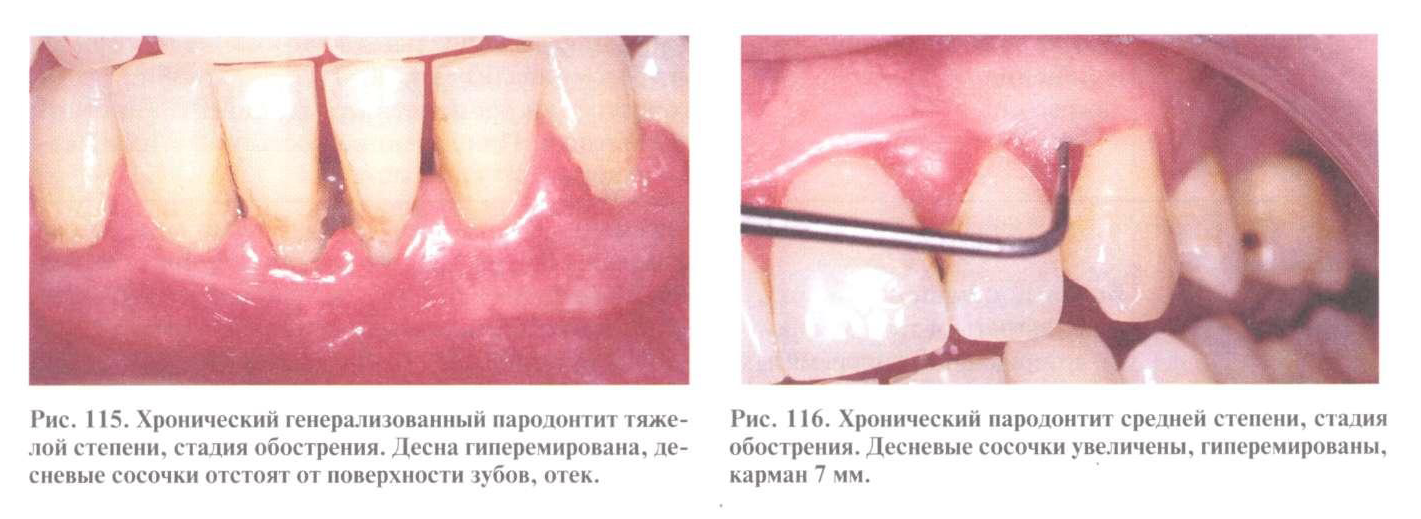 Рис. 115. Хронический генерализованный пародонтит тяже-
лой степени, стадия обострения. Десна гиперемирована, де-
сневые сосочки отстоят от поверхности зубов, отек.
Рис. 116. Хронический пародонтит средней степени, стадия
обострения. Десневые сосочки увеличены, гиперемированы,
карман 7 мм.